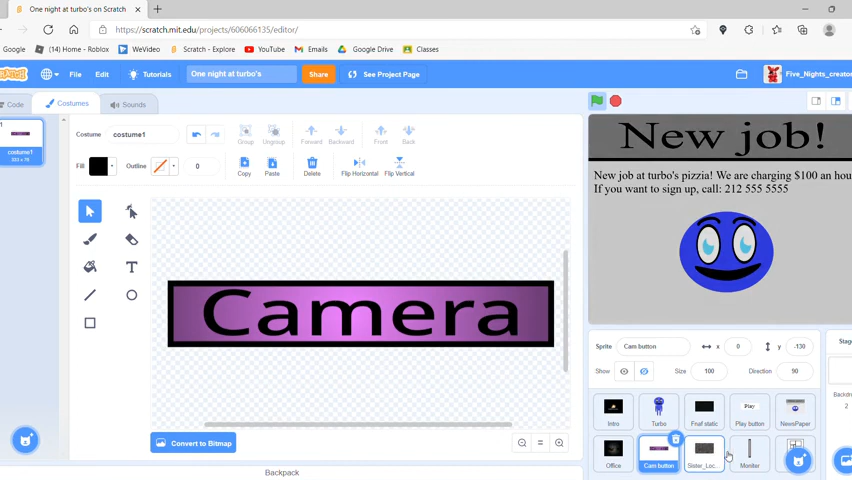 One night at turbo's on Scratch
https://scratch.mit.edu/projects/606066135/editor/
Google
(14) Home - Roblox
WeVideo
Scratch - Explore
YouTube
Emails
Google Drive
Classes
File
Edit
Tutorials
One night at turbo's
Share
See Project Page
Five_Nights_creator
Code
Costumes
Sounds
1
costume1
333 x 78
Costume
costume1
Group
Ungroup
Forward
Backward
Front
Back
Fill
Outline
0
Copy
Paste
Delete
Flip Horizontal
Flip Vertical
Camera
Convert to Bitmap
Backpack
New job!
New job at turbo's pizzia! We are charging $100 an hou
If you want to sign up, call: 212 555 5555
Sprite
Cam button
x
0
y
-130
Show
Size
100
Direction
90
Stage
Intro
Turbo
Fnaf static
Play
Play button
NewsPaper
Office
Cam button
Sister_Loc...
Moniter
Backdro
2